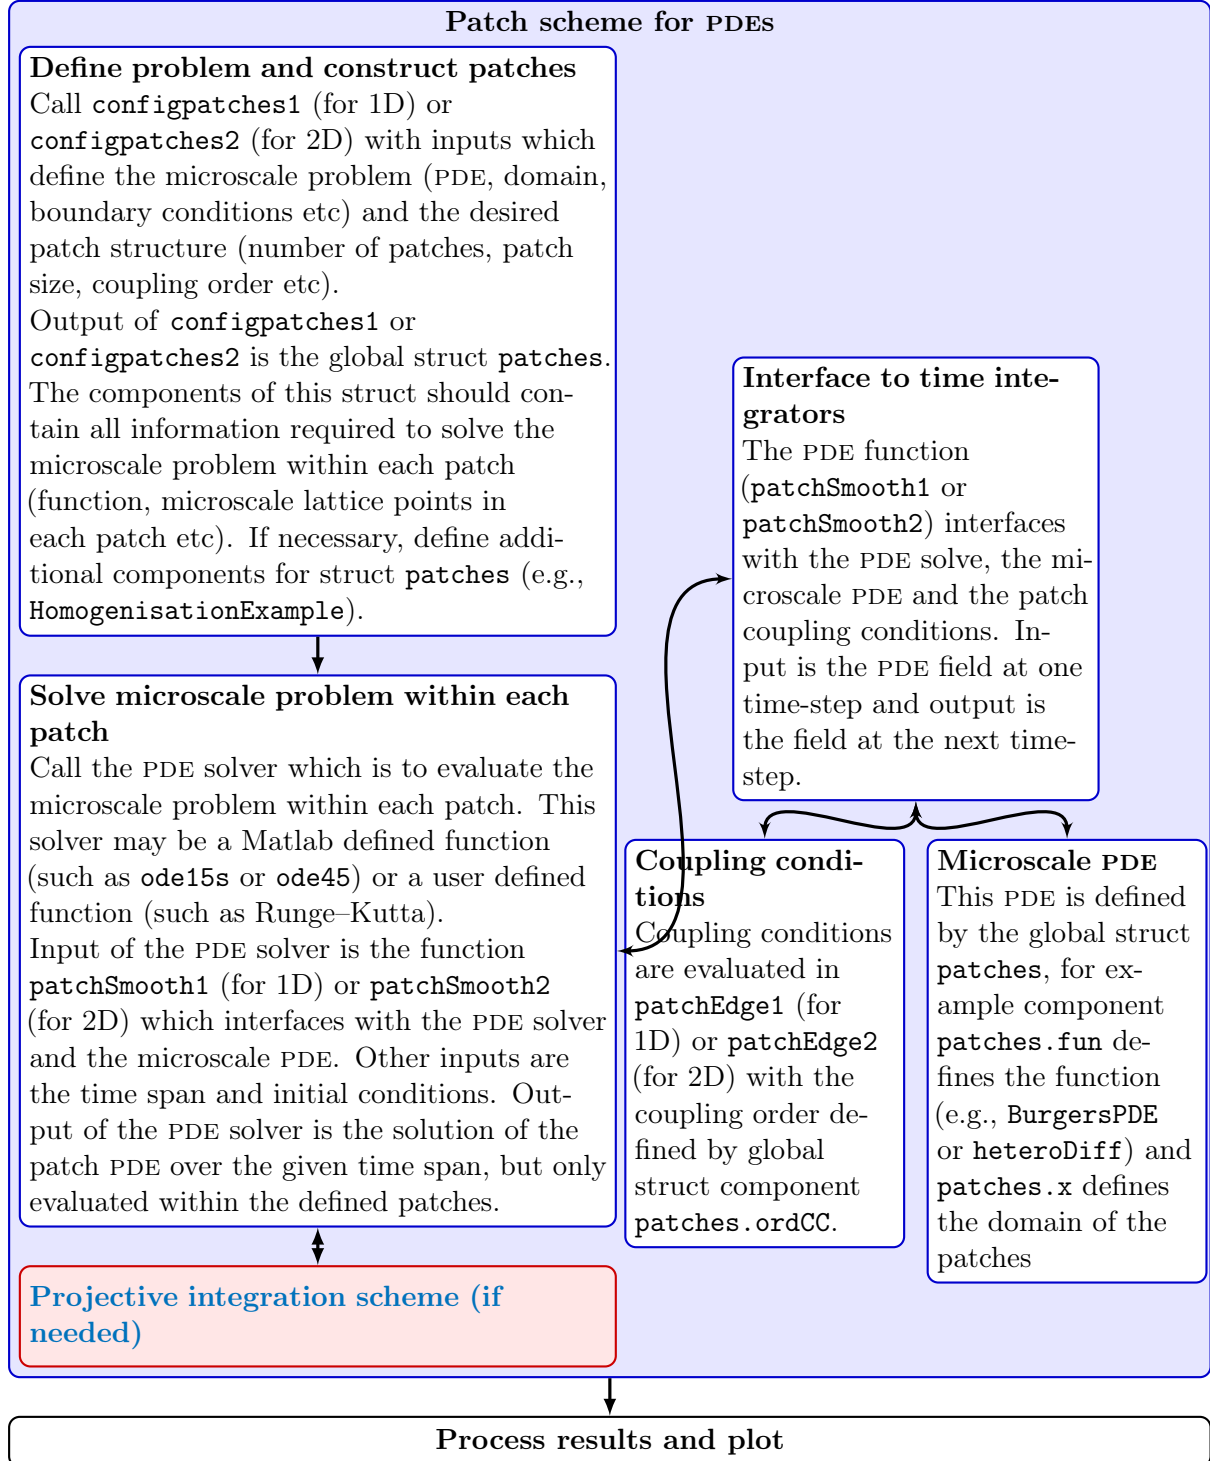 Patch scheme for PDEs
Define problem and construct patches
Call configpatches1 (for 1D) or
configpatches2 (for 2D) with inputs which
define the microscale problem (PDE, domain,
boundary conditions etc) and the desired
patch structure (number of patches, patch
size, coupling order etc).
Output of configpatches1 or
configpatches2 is the global struct patches.
The components of this struct should con-
tain all information required to solve the
microscale problem within each patch
(function, microscale lattice points in
each patch etc). If necessary, define addi-
tional components for struct patches (e.g.,
HomogenisationExample).
Solve microscale problem within each
patch
Call the PDE solver which is to evaluate the
microscale problem within each patch. This
solver may be a Matlab defined function
(such as ode15s or ode45) or a user defined
function (such as Runge–Kutta).
Input of the PDE solver is the function
patchSmooth1 (for 1D) or patchSmooth2
(for 2D) which interfaces with the PDE solver
and the microscale PDE. Other inputs are
the time span and initial conditions. Out-
put of the PDE solver is the solution of the
patch PDE over the given time span, but only
evaluated within the defined patches.
Projective integration scheme (if
needed)
Interface to time inte-
grators
The PDE function
(patchSmooth1 or
patchSmooth2) interfaces
with the PDE solve, the mi-
croscale PDE and the patch
coupling conditions. In-
put is the PDE field at one
time-step and output is
the field at the next time-
step.
Coupling condi-
tions
Coupling conditions
are evaluated in
patchEdge1 (for
1D) or patchEdge2
(for 2D) with the
coupling order de-
fined by global
struct component
patches.ordCC.
Microscale PDE
This PDE is defined
by the global struct
patches, for ex-
ample component
patches.fun de-
fines the function
(e.g., BurgersPDE
or heteroDiff) and
patches.x defines
the domain of the
patches
Process results and plot